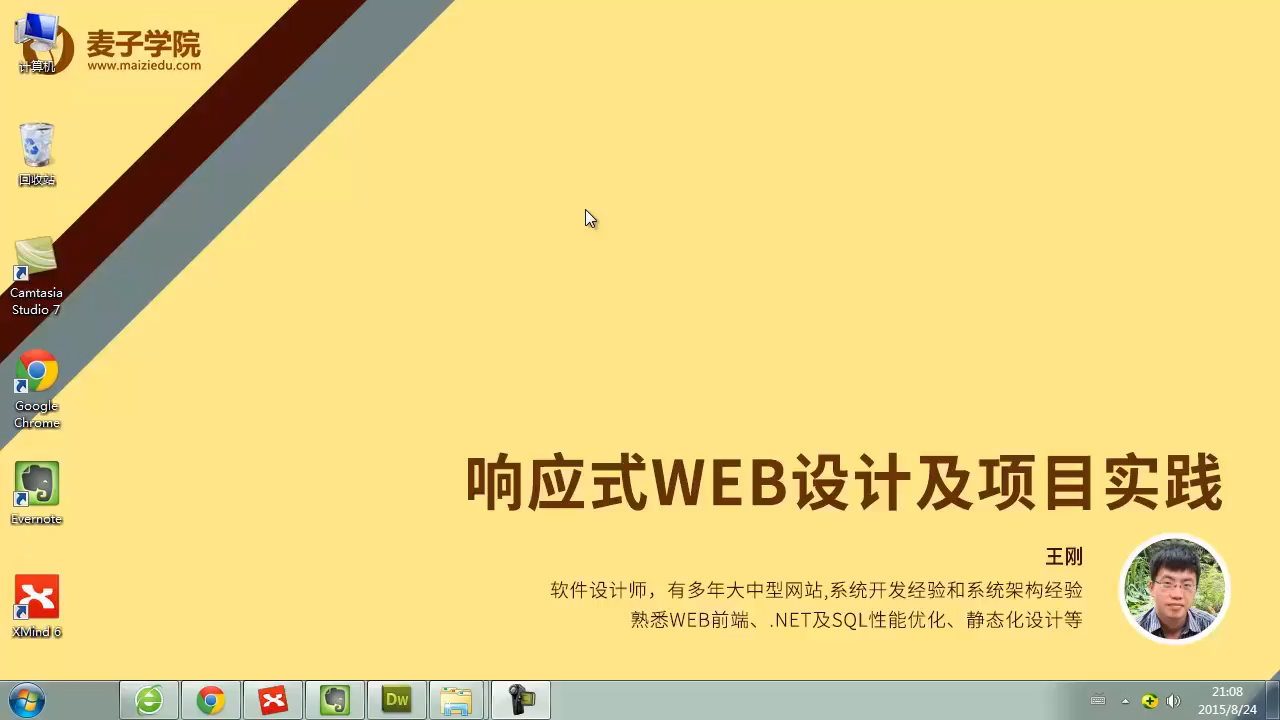 麦子学院
www.maiziedu.com
计算机
回收站
Camtasia
Studio 7
Google
Chrome
Evernote
XMind 6
响应式WEB设计及项目实践
王刚
软件设计师，有多年大中型网站,系统开发经验和系统架构经验
熟悉WEB前端、.NET及SQL性能优化、静态化设计等
Dw
21:08
2015/8/24